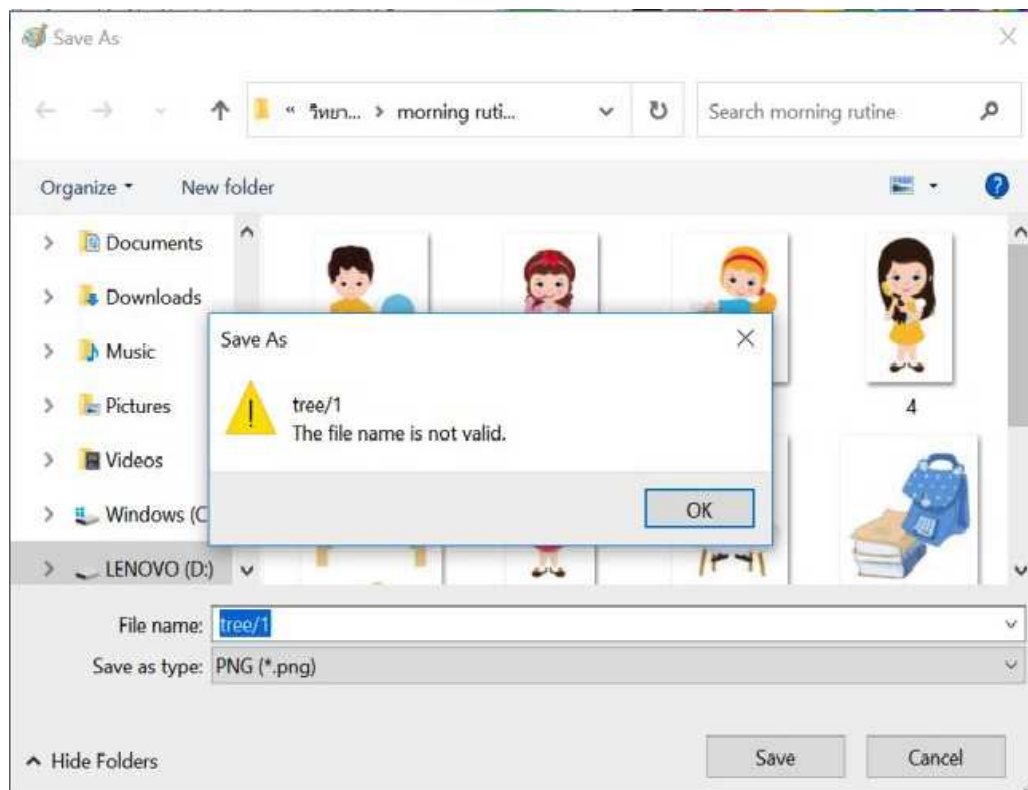 Save As
« วิทยา... > morning ruti...
Search morning rutine
Organize
New folder
Documents
Downloads
Music
Pictures
Videos
Windows (C
LENOVO (D:)
4
Save As
tree/1
The file name is not valid.
OK
File name: tree/1
Save as type: PNG (*.png)
Hide Folders
Save
Cancel